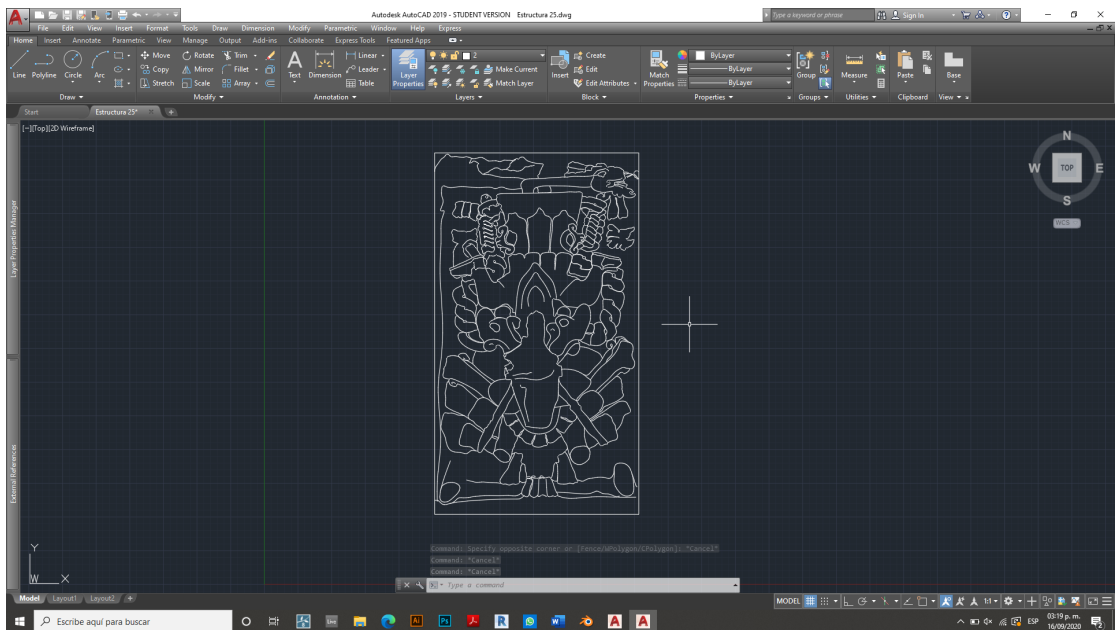 Autodesk AutoCAD 2019 - STUDENT VERSION Estructura 25.dwg
Type a keyword or phrase
Sign In
File Edit View Insert Format Tools Draw Dimension Modify Parametric Window Help Express
Home Insert Annotate Parametric View Manage Output Add-ins Collaborate Express Tools Featured Apps
Line Polyline Circle Arc
Move Rotate Trim
Copy Mirror Fillet
Stretch Scale Array
Text Dimension
Linear
Leader
Table
Layer Properties
2
Make Current
Match Layer
Insert
Create
Edit
Edit Attributes
Match Properties
ByLayer
ByLayer
ByLayer
Group
Measure
Paste
Base
Draw Modify Annotation Layers Block Properties Groups Utilities Clipboard View
Start Estructura 25*
[-][Top][2D Wireframe]
N
W TOP E
S
WCS
Layer Properties Manager
External References
Y
W X
Command: Specify opposite corner or [Fence/WPolygon/CPolygon]: *Cancel*
Command: *Cancel*
Command: *Cancel*
Type a command
Model Layout1 Layout2 +
MODEL
1:1
Escribe aquí para buscar
Live
Ai
Ps
R
W
A
A
ESP
03:19 p. m.
16/09/2020